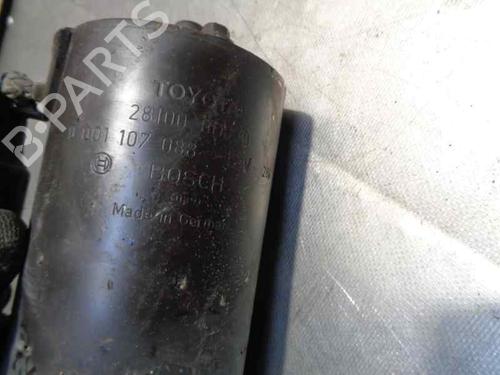 B-PARTS
TOYOTA
28100
0 001 107 088
BOSCH
Made in Germany